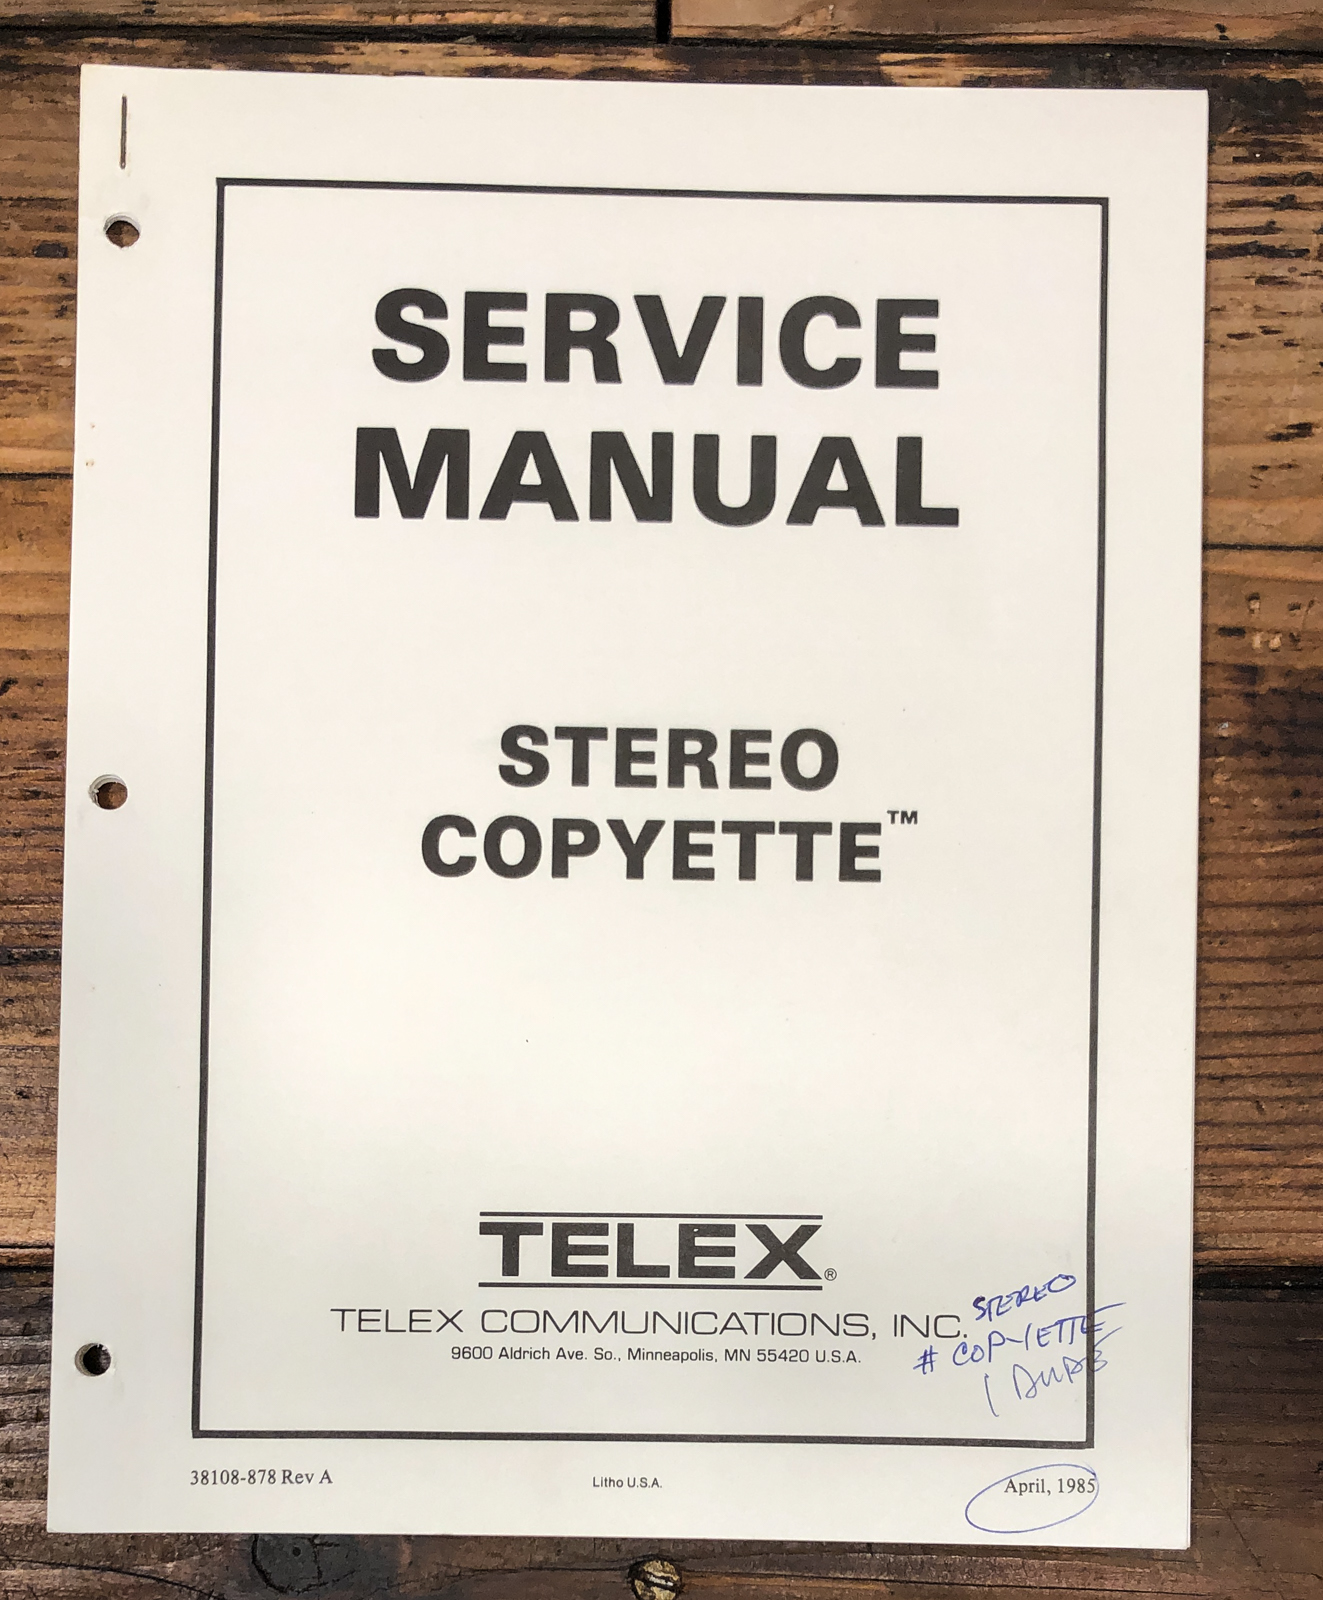 SERVICE
MANUAL
STEREO
COPYETTE™
TELEX®
TELEX COMMUNICATIONS, INC.
9600 Aldrich Ave. So., Minneapolis, MN 55420 U.S.A.
STEREO
# COPYETTE
38108-878 Rev A
Litho U.S.A.
April, 1985